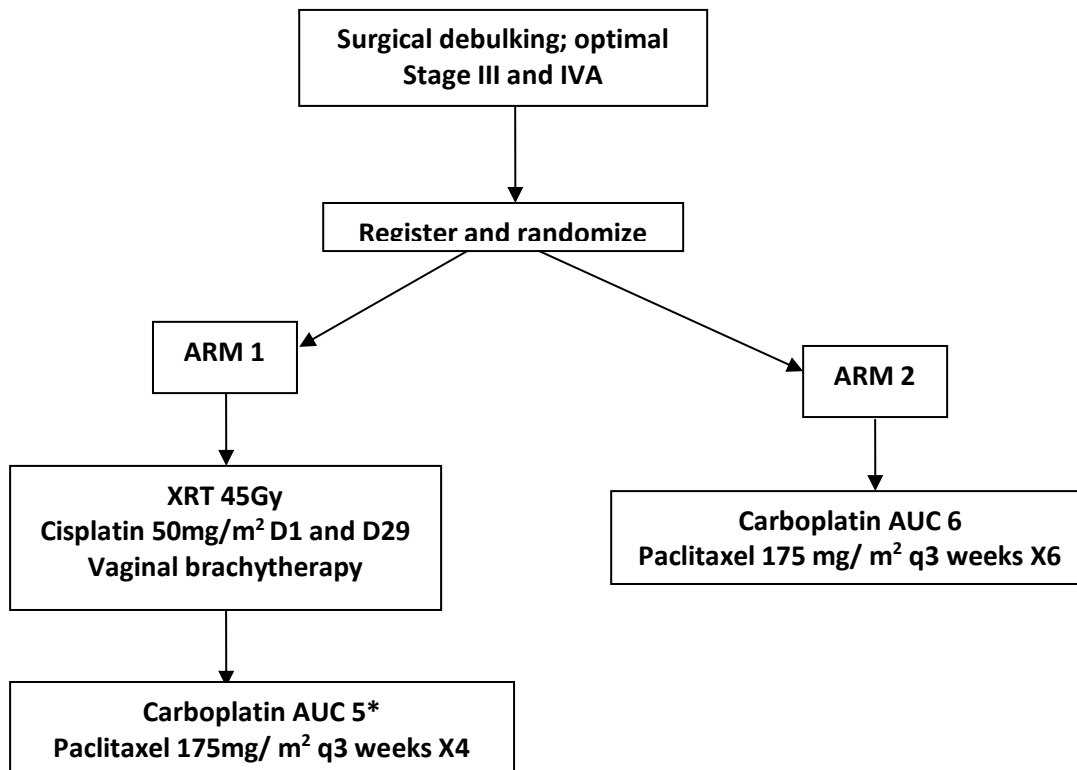 Surgical debulking; optimal
Stage III and IVA
Register and randomize
ARM 1
ARM 2
XRT 45Gy
Cisplatin 50mg/m² D1 and D29
Vaginal brachytherapy
Carboplatin AUC 6
Paclitaxel 175 mg/ m² q3 weeks X6
Carboplatin AUC 5*
Paclitaxel 175mg/ m² q3 weeks X4